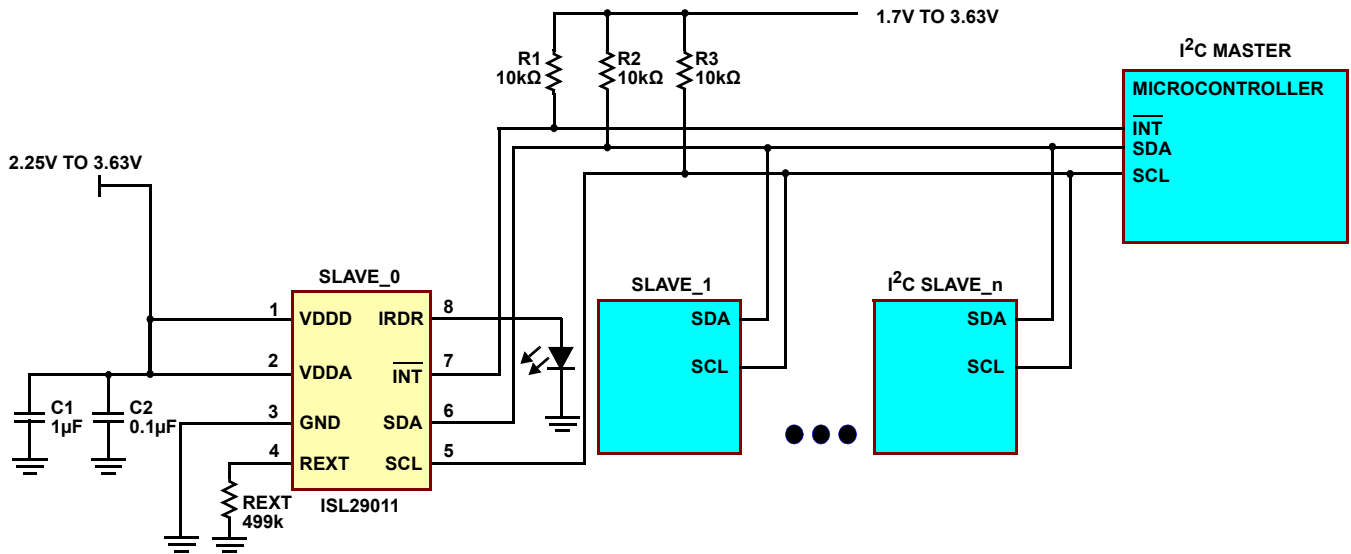 1.7V TO 3.63V
R1
10kΩ
R2
10kΩ
R3
10kΩ
I²C MASTER
MICROCONTROLLER
INT
SDA
SCL
2.25V TO 3.63V
SLAVE_0
1
VDDD
IRDR
8
2
VDDA
INT
7
3
GND
SDA
6
4
REXT
SCL
5
ISL29011
C1
1µF
C2
0.1µF
REXT
499k
SLAVE_1
SDA
SCL
I²C SLAVE_n
SDA
SCL